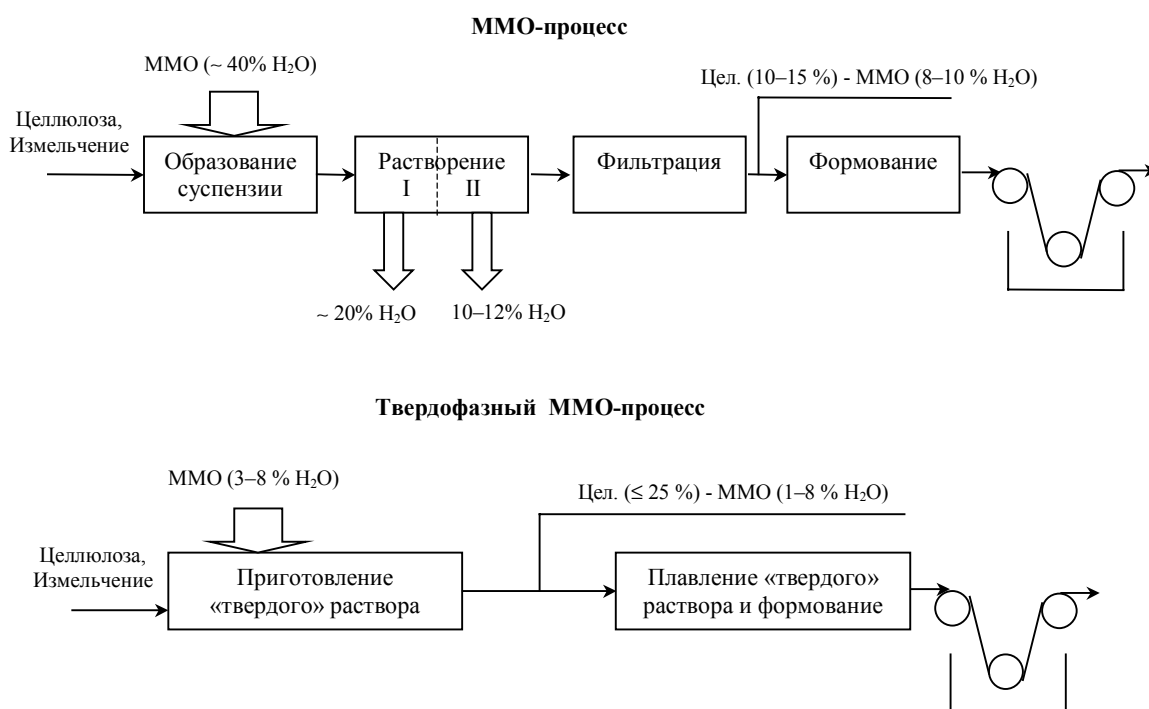 ММО-процесс
ММО (~ 40% H₂O)
Цел. (10–15 %) - ММО (8–10 % H₂O)
Целлюлоза,
Измельчение
Образование
суспензии
Растворение
I II
Фильтрация
Формование
~ 20% H₂O
10–12% H₂O
Твердофазный ММО-процесс
ММО (3–8 % H₂O)
Цел. (≤ 25 %) - ММО (1–8 % H₂O)
Целлюлоза,
Измельчение
Приготовление
«твердого» раствора
Плавление «твердого»
раствора и формование